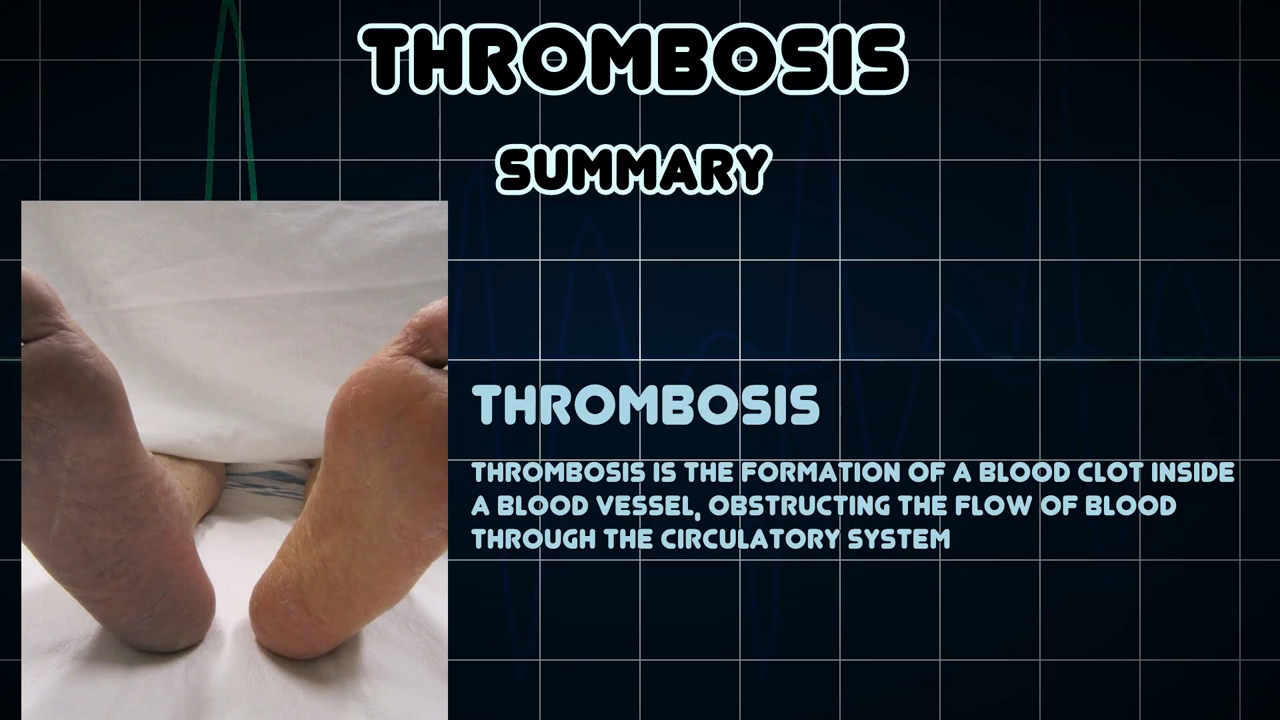 THROMBOSIS
SUMMARY
THROMBOSIS
THROMBOSIS IS THE FORMATION OF A BLOOD CLOT INSIDE
A BLOOD VESSEL, OBSTRUCTING THE FLOW OF BLOOD
THROUGH THE CIRCULATORY SYSTEM